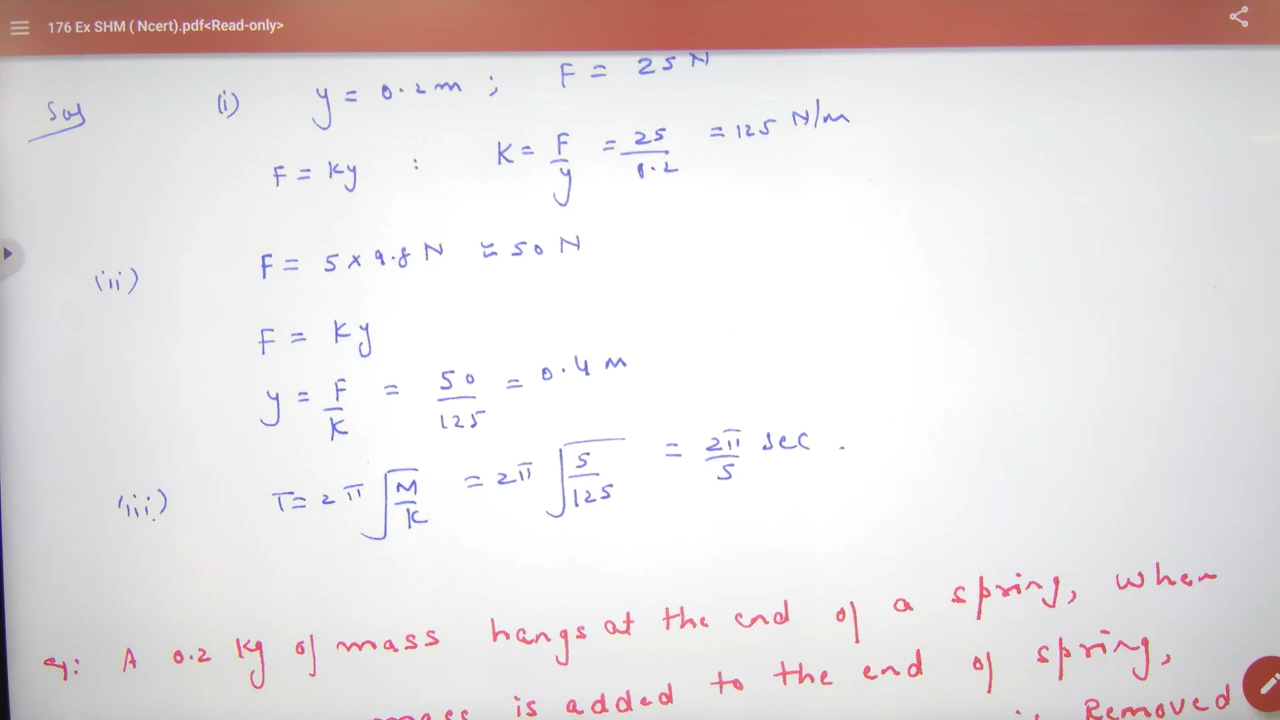 176 Ex SHM ( Ncert).pdf<Read-only>
(i) y = 0.2m ; F = 25 N
F = Ky : K = F/y = 25/0.2 = 125 N/m
(ii) F = 5 × 9.8 N ≈ 50 N
F = Ky
y = F/K = 50/125 = 0.4 m
(iii) T = 2π √(M/K) = 2π √(5/125) = 2π/5 sec .
q: A 0.2 kg of mass hangs at the end of a spring, when
mass is added to the end of spring,
Removed